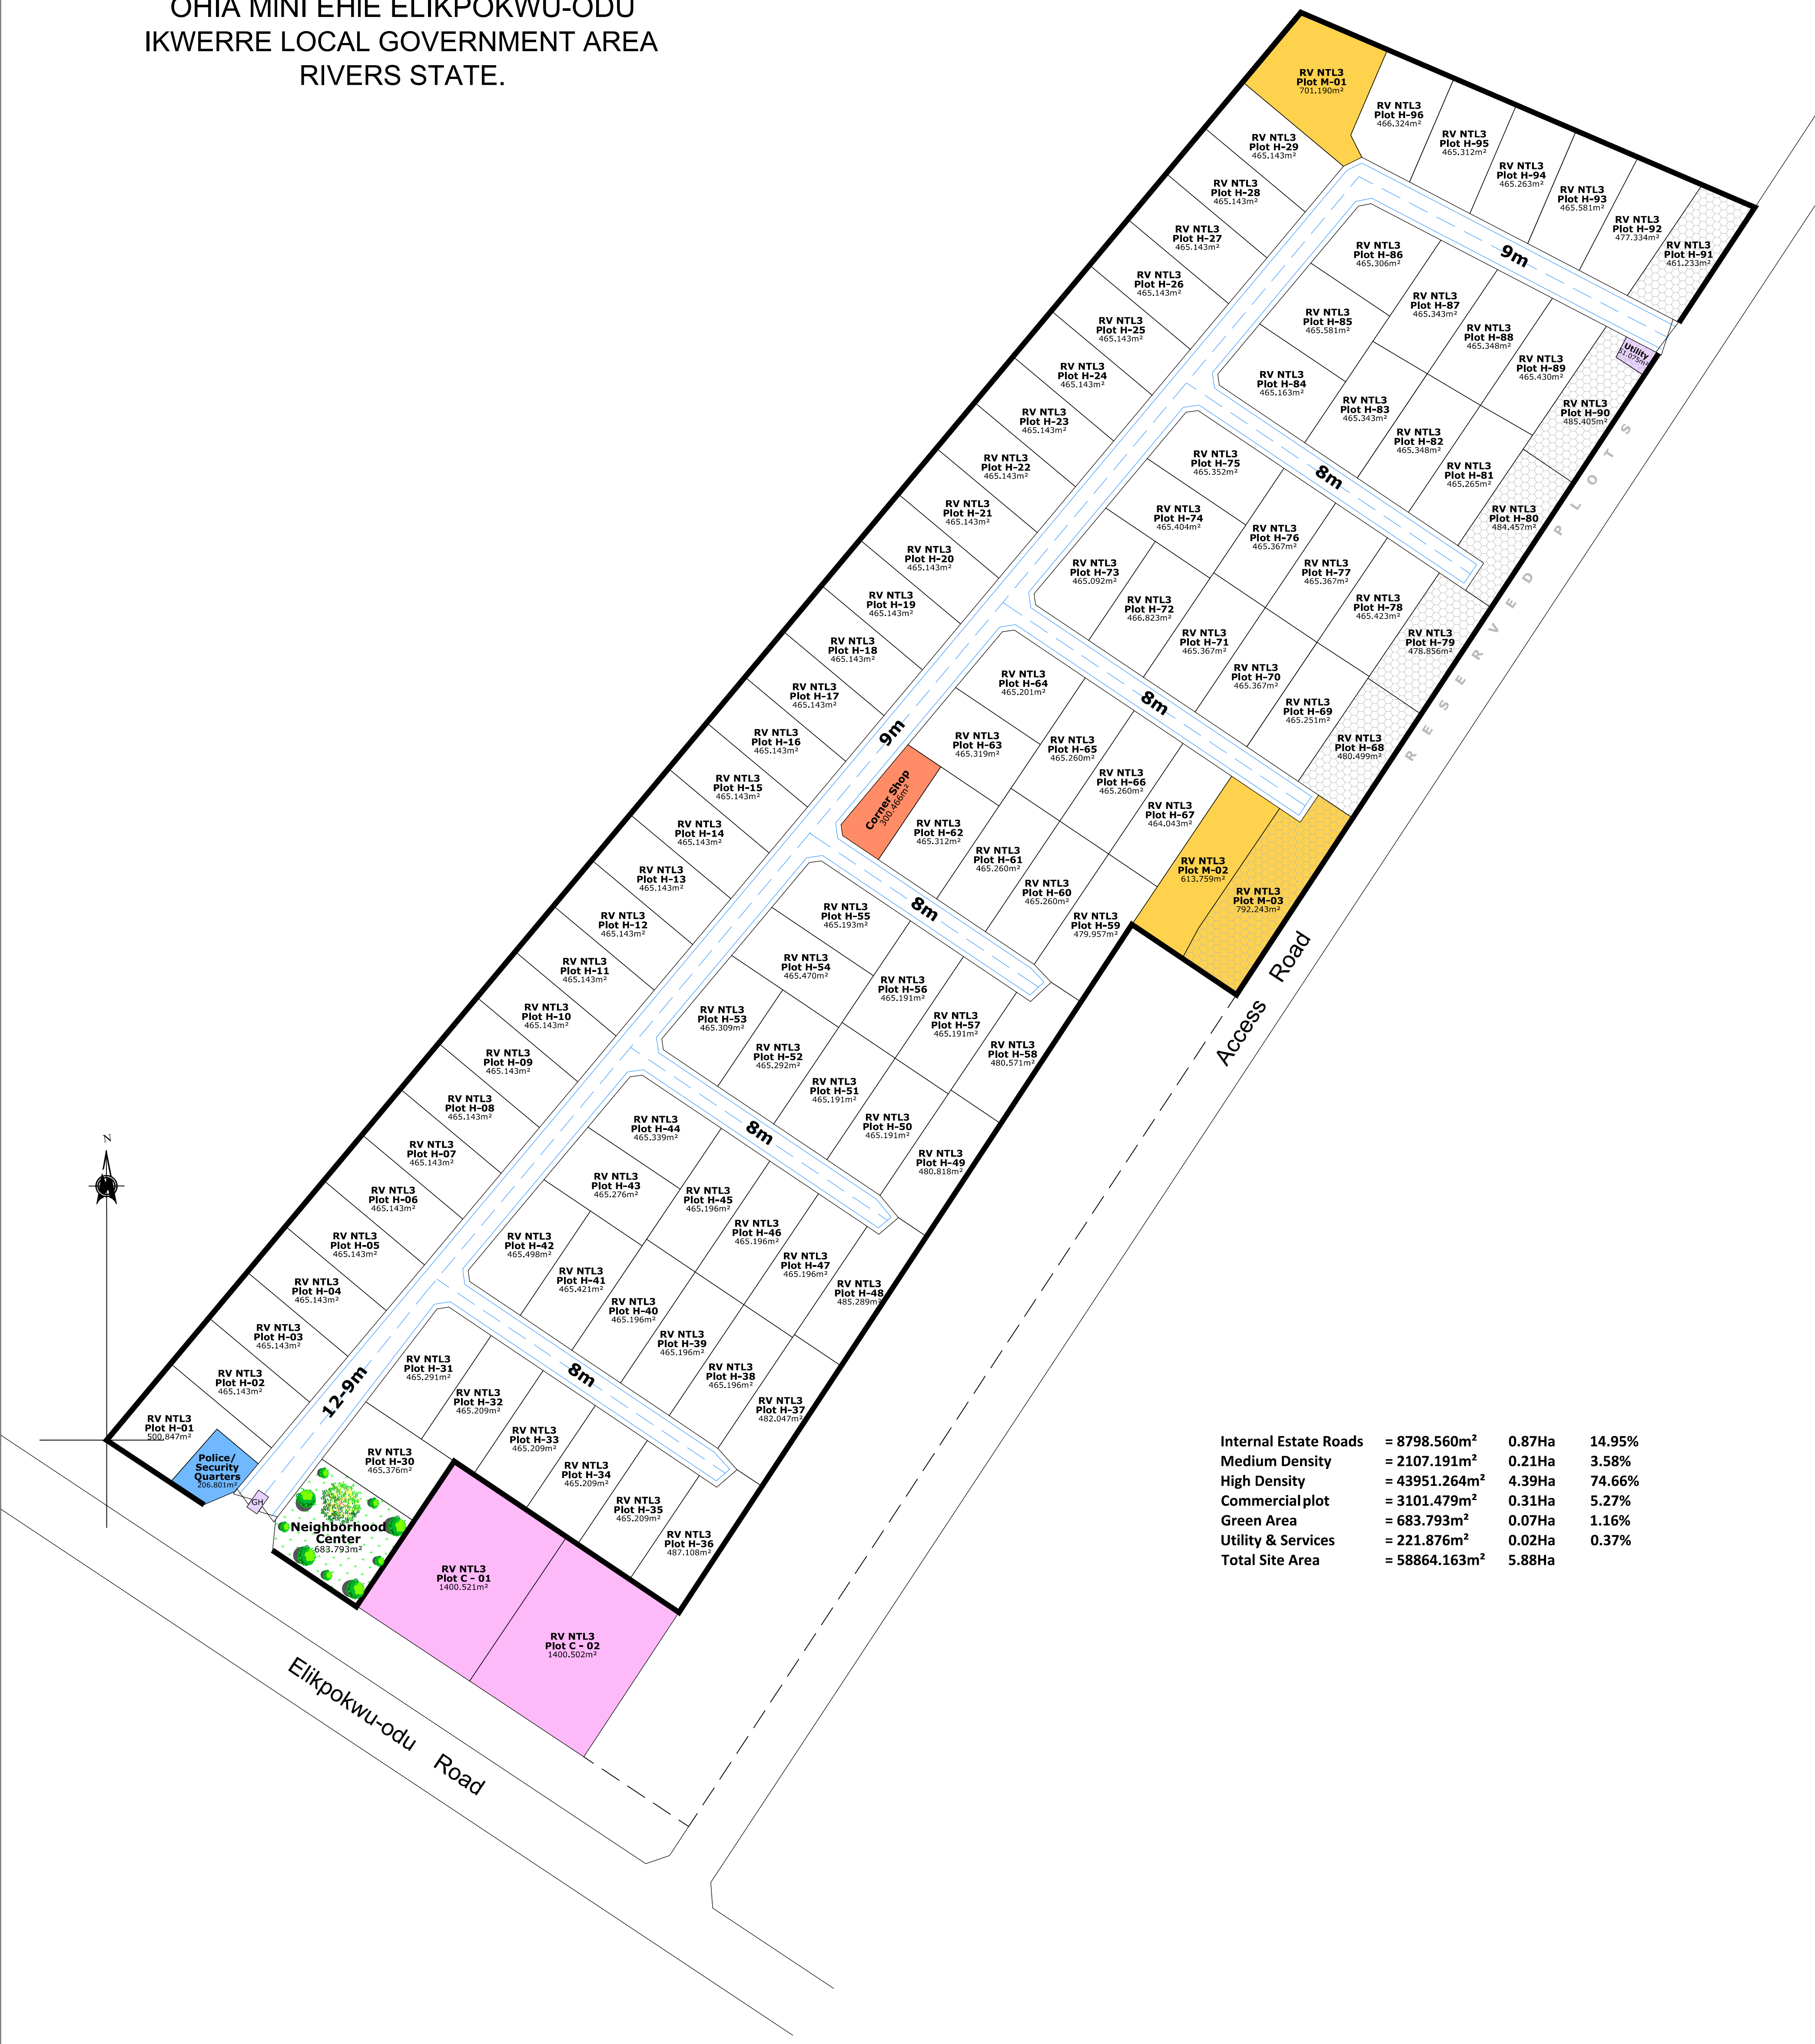 OHIA MINI EHIE ELIKPOKWU-ODU
IKWERRE LOCAL GOVERNMENT AREA
RIVERS STATE.
RV NTL3
Plot M-01
701.190m²
RV NTL3
Plot H-96
466.324m²
RV NTL3
Plot H-95
465.312m²
RV NTL3
Plot H-94
465.263m²
RV NTL3
Plot H-93
465.581m²
RV NTL3
Plot H-92
477.334m²
RV NTL3
Plot H-91
461.233m²
9m
RV NTL3
Plot H-29
465.143m²
RV NTL3
Plot H-28
465.143m²
RV NTL3
Plot H-27
465.143m²
RV NTL3
Plot H-26
465.143m²
RV NTL3
Plot H-25
465.143m²
RV NTL3
Plot H-24
465.143m²
RV NTL3
Plot H-23
465.143m²
RV NTL3
Plot H-22
465.143m²
RV NTL3
Plot H-21
465.143m²
RV NTL3
Plot H-20
465.143m²
RV NTL3
Plot H-19
465.143m²
RV NTL3
Plot H-18
465.143m²
RV NTL3
Plot H-17
465.143m²
RV NTL3
Plot H-16
465.143m²
RV NTL3
Plot H-15
465.143m²
RV NTL3
Plot H-14
465.143m²
RV NTL3
Plot H-13
465.143m²
RV NTL3
Plot H-12
465.143m²
RV NTL3
Plot H-11
465.143m²
RV NTL3
Plot H-10
465.143m²
RV NTL3
Plot H-09
465.143m²
RV NTL3
Plot H-08
465.143m²
RV NTL3
Plot H-07
465.143m²
RV NTL3
Plot H-06
465.143m²
RV NTL3
Plot H-05
465.143m²
RV NTL3
Plot H-04
465.143m²
RV NTL3
Plot H-03
465.143m²
RV NTL3
Plot H-02
465.143m²
RV NTL3
Plot H-01
500.847m²
RV NTL3
Plot H-86
465.306m²
RV NTL3
Plot H-87
465.343m²
RV NTL3
Plot H-88
465.348m²
RV NTL3
Plot H-89
465.430m²
RV NTL3
Plot H-90
485.405m²
Utility
51.075m²
RV NTL3
Plot H-85
465.581m²
RV NTL3
Plot H-84
465.163m²
RV NTL3
Plot H-83
465.343m²
RV NTL3
Plot H-82
465.348m²
RV NTL3
Plot H-81
465.265m²
RV NTL3
Plot H-80
484.457m²
8m
RV NTL3
Plot H-75
465.352m²
RV NTL3
Plot H-74
465.404m²
RV NTL3
Plot H-76
465.367m²
RV NTL3
Plot H-77
465.367m²
RV NTL3
Plot H-78
465.423m²
RV NTL3
Plot H-79
478.856m²
RV NTL3
Plot H-73
465.092m²
RV NTL3
Plot H-72
466.823m²
RV NTL3
Plot H-71
465.367m²
RV NTL3
Plot H-70
465.367m²
RV NTL3
Plot H-69
465.251m²
RV NTL3
Plot H-68
480.499m²
RESERVED PLOTS
8m
9m
RV NTL3
Plot H-64
465.201m²
RV NTL3
Plot H-63
465.319m²
RV NTL3
Plot H-65
465.260m²
RV NTL3
Plot H-66
465.260m²
RV NTL3
Plot H-67
464.043m²
RV NTL3
Plot M-02
613.759m²
RV NTL3
Plot M-03
792.243m²
Corner Shop
300.466m²
RV NTL3
Plot H-62
465.312m²
RV NTL3
Plot H-61
465.260m²
RV NTL3
Plot H-60
465.260m²
RV NTL3
Plot H-59
479.957m²
8m
RV NTL3
Plot H-55
465.193m²
RV NTL3
Plot H-54
465.470m²
RV NTL3
Plot H-56
465.191m²
RV NTL3
Plot H-57
465.191m²
RV NTL3
Plot H-58
480.571m²
RV NTL3
Plot H-53
465.309m²
RV NTL3
Plot H-52
465.292m²
RV NTL3
Plot H-51
465.191m²
RV NTL3
Plot H-50
465.191m²
RV NTL3
Plot H-49
480.818m²
8m
RV NTL3
Plot H-44
465.339m²
RV NTL3
Plot H-43
465.276m²
RV NTL3
Plot H-45
465.196m²
RV NTL3
Plot H-46
465.196m²
RV NTL3
Plot H-47
465.196m²
RV NTL3
Plot H-48
485.289m²
RV NTL3
Plot H-42
465.498m²
RV NTL3
Plot H-41
465.421m²
RV NTL3
Plot H-40
465.196m²
RV NTL3
Plot H-39
465.196m²
RV NTL3
Plot H-38
465.196m²
RV NTL3
Plot H-37
482.047m²
8m
12-9m
RV NTL3
Plot H-31
465.291m²
RV NTL3
Plot H-32
465.209m²
RV NTL3
Plot H-33
465.209m²
RV NTL3
Plot H-34
465.209m²
RV NTL3
Plot H-35
465.209m²
RV NTL3
Plot H-36
487.108m²
RV NTL3
Plot H-30
465.376m²
Police/
Security
Quarters
206.801m²
GH
Neighborhood
Center
683.793m²
RV NTL3
Plot C - 01
1400.521m²
RV NTL3
Plot C - 02
1400.502m²
N
Access Road
Elikpokwu-odu Road
Internal Estate Roads = 8798.560m² 0.87Ha 14.95%
Medium Density = 2107.191m² 0.21Ha 3.58%
High Density = 43951.264m² 4.39Ha 74.66%
Commercial plot = 3101.479m² 0.31Ha 5.27%
Green Area = 683.793m² 0.07Ha 1.16%
Utility & Services = 221.876m² 0.02Ha 0.37%
Total Site Area = 58864.163m² 5.88Ha